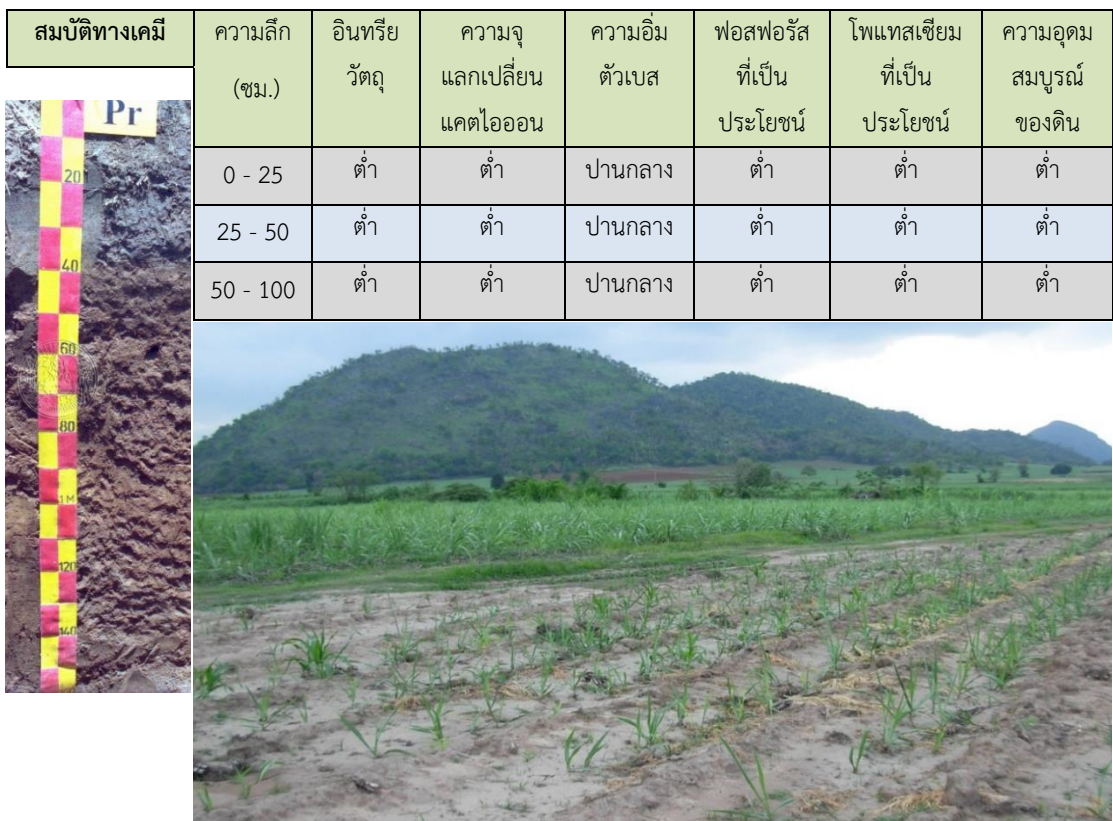 สมบัติทางเคมี
ความลึก
(ซม.)
อินทรีย
วัตถุ
ความจุ
แลกเปลี่ยน
แคตไอออน
ความอิ่ม
ตัวเบส
ฟอสฟอรัส
ที่เป็น
ประโยชน์
โพแทสเซียม
ที่เป็น
ประโยชน์
ความอุดม
สมบูรณ์
ของดิน
0 - 25 ต่ำ ต่ำ ปานกลาง ต่ำ ต่ำ ต่ำ
25 - 50 ต่ำ ต่ำ ปานกลาง ต่ำ ต่ำ ต่ำ
50 - 100 ต่ำ ต่ำ ปานกลาง ต่ำ ต่ำ ต่ำ
Pr
20
40
60
80
1M
120
140